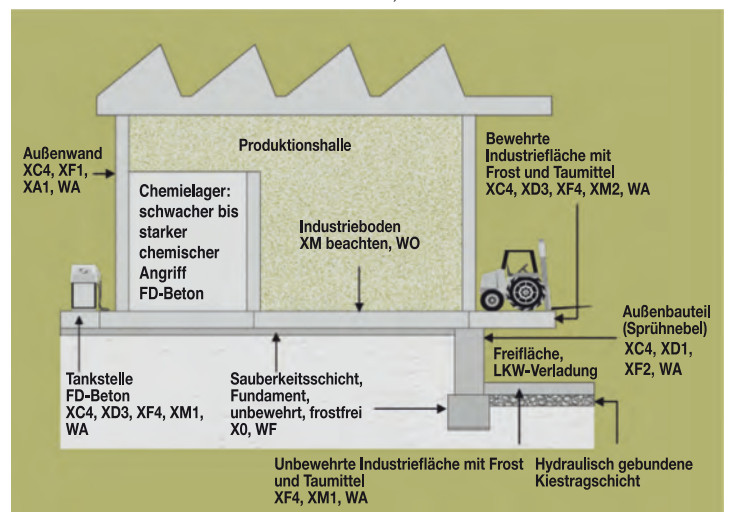 Produktionshalle
Außenwand
XC4, XF1,
XA1, WA
Chemielager:
schwacher bis
starker
chemischer
Angriff
FD-Beton
Industrieboden
XM beachten, WO
Bewehrte
Industriefläche mit
Frost und Taumittel
XC4, XD3, XF4, XM2, WA
Außenbauteil
(Sprühnebel)
XC4, XD1,
XF2, WA
Freifläche,
LKW-Verladung
Tankstelle
FD-Beton
XC4, XD3, XF4, XM1,
WA
Sauberkeitsschicht,
Fundament,
unbewehrt, frostfrei
X0, WF
Unbewehrte Industriefläche mit Frost
und Taumittel
XF4, XM1, WA
Hydraulisch gebundene
Kiestragschicht